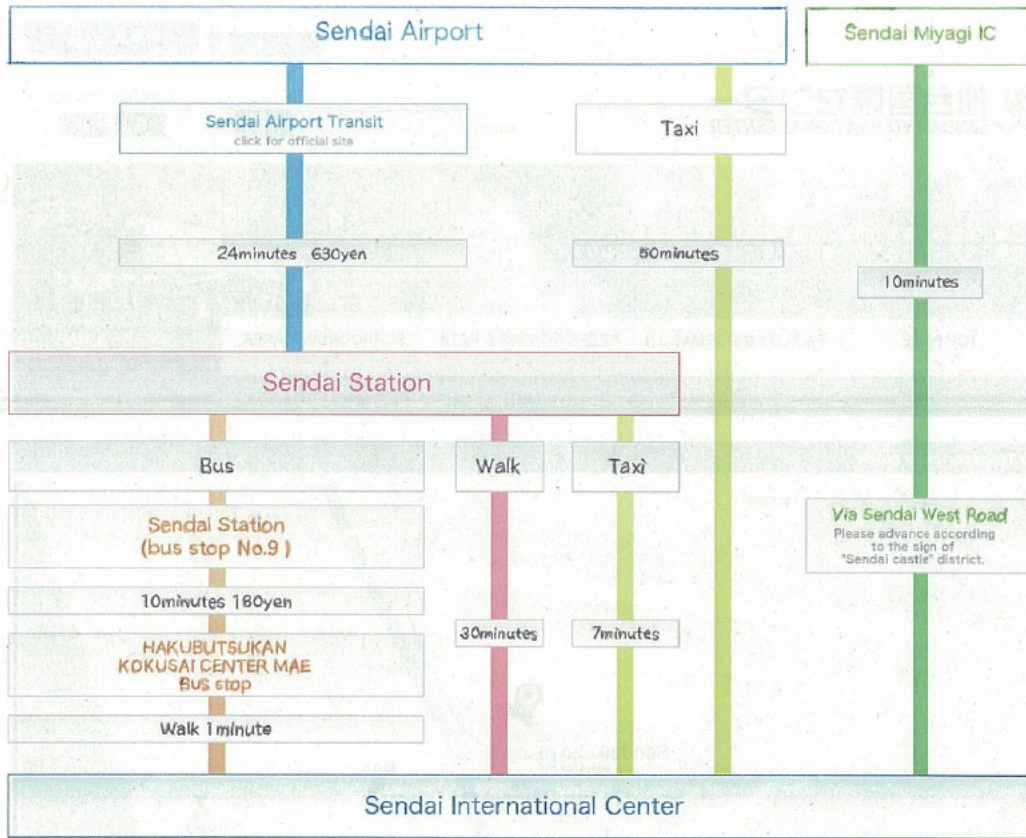 Sendai Airport
Sendai Miyagi IC
Sendai Airport Transit
click for official site
Taxi
24minutes 630yen
50minutes
10minutes
Sendai Station
Bus
Walk
Taxi
Sendai Station
(bus stop No.9 )
Via Sendai West Road
Please advance according
to the sign of
"Sendai castle" district.
10minutes 180yen
30minutes
7minutes
HAKUBUTSUKAN
KOKUSAI CENTER MAE
Bus stop
Walk 1minute
Sendai International Center